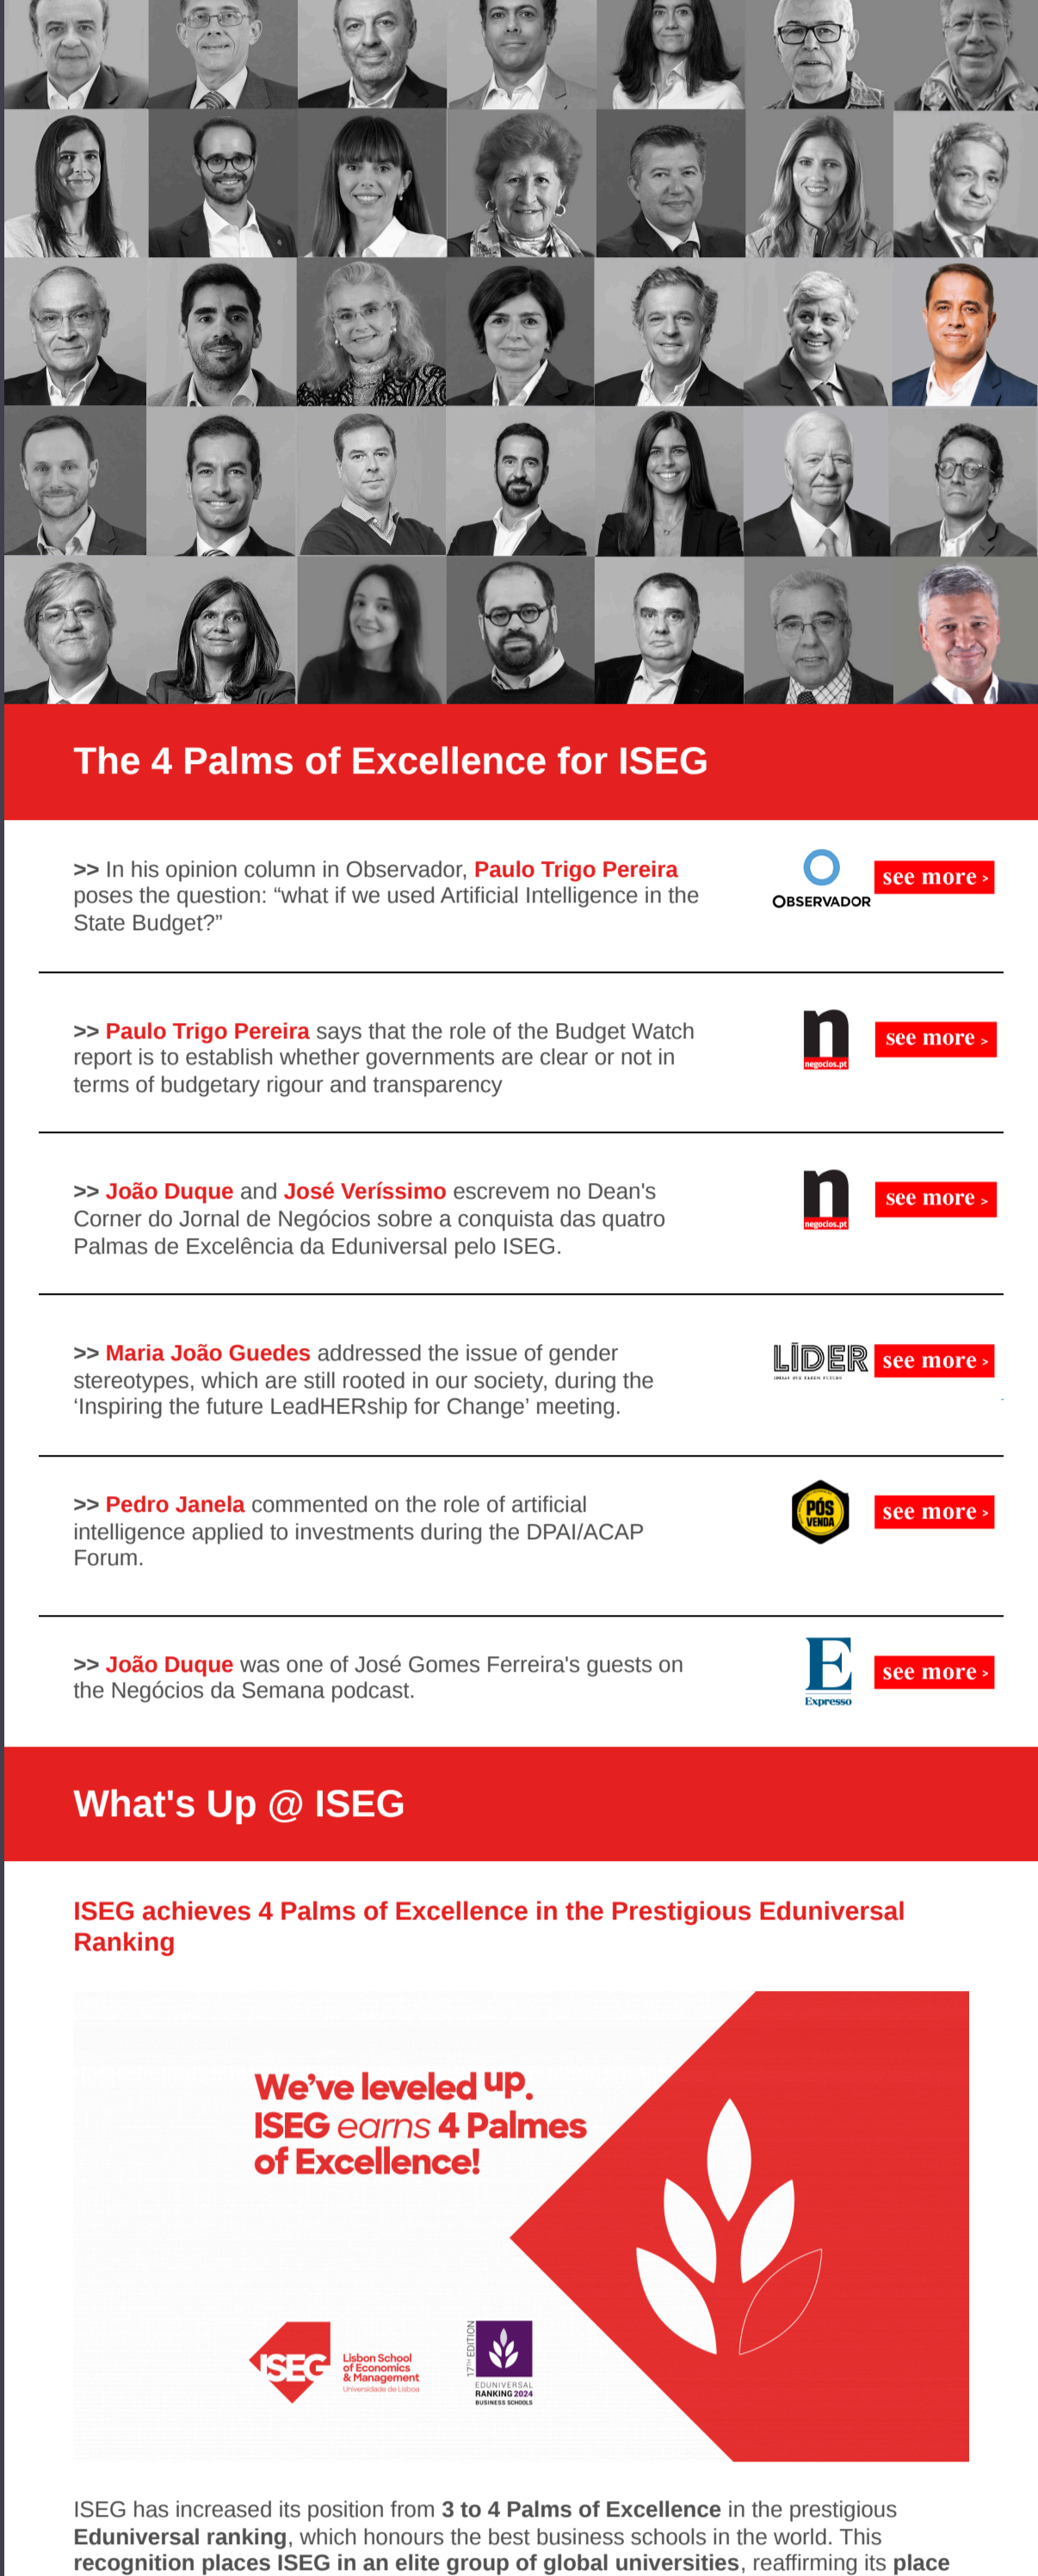 The 4 Palms of Excellence for ISEG
>> In his opinion column in Observador, Paulo Trigo Pereira
poses the question: “what if we used Artificial Intelligence in the
State Budget?”
OBSERVADOR
see more >
>> Paulo Trigo Pereira says that the role of the Budget Watch
report is to establish whether governments are clear or not in
terms of budgetary rigour and transparency
n
negocios.pt
see more >
>> João Duque and José Veríssimo escrevem no Dean's
Corner do Jornal de Negócios sobre a conquista das quatro
Palmas de Excelência da Eduniversal pelo ISEG.
n
negocios.pt
see more >
>> Maria João Guedes addressed the issue of gender
stereotypes, which are still rooted in our society, during the
‘Inspiring the future LeadHERship for Change’ meeting.
LÍDER
IDEIAS QUE FAZEM FUTURO
see more >
>> Pedro Janela commented on the role of artificial
intelligence applied to investments during the DPAI/ACAP
Forum.
PÓS
VENDA
see more >
>> João Duque was one of José Gomes Ferreira's guests on
the Negócios da Semana podcast.
E
Expresso
see more >
What's Up @ ISEG
ISEG achieves 4 Palms of Excellence in the Prestigious Eduniversal
Ranking
We’ve leveled up.
ISEG earns 4 Palmes
of Excellence!
ISEG
Lisbon School
of Economics
& Management
Universidade de Lisboa
17TH EDITION
EDUNIVERSAL
RANKING 2024
BUSINESS SCHOOLS
ISEG has increased its position from 3 to 4 Palms of Excellence in the prestigious
Eduniversal ranking, which honours the best business schools in the world. This
recognition places ISEG in an elite group of global universities, reaffirming its place